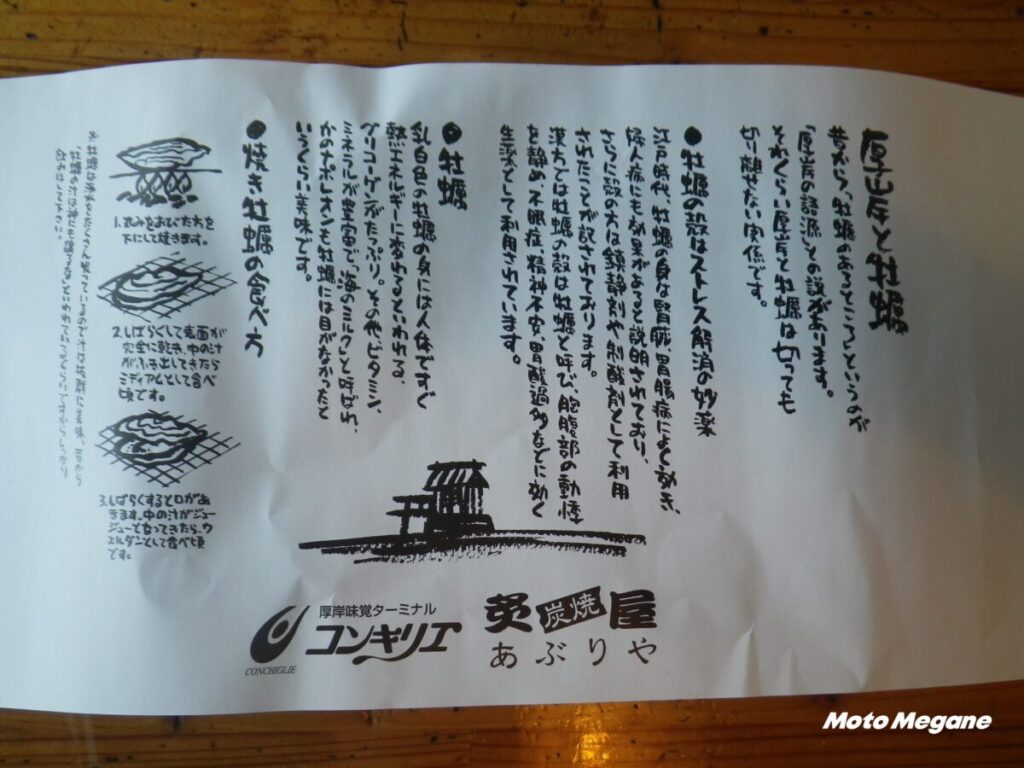 厚岸と牡蠣
昔から、「牡蠣のあるところ」というのが
「厚岸の語源」との説があります。
それくらい厚岸と牡蠣は切っても
切り離せない関係です。
●牡蠣の殻はストレス解消の妙薬
江戸時代、牡蠣の身は胃臓、胃腸病によく効き、
婦人病にも効果があると説明されており、
さらに殻の方は鎮静剤や制酸剤として利用
されたことが記されております。
漢方では牡蠣の殻は牡蠣と呼び、胞腹部の動悸
を静め、不眠症、精神不安、胃酸過多などに効く
生薬として利用されています。
●牡蠣
乳白色の牡蠣の身には人体ですぐ
熱エネルギーに変わるといわれる、
グリコーゲンがたっぷり。その他、ビタミン、
ミネラルが豊富で、「海のミルク」と呼ばれ、
かのナポレオンも牡蠣には目がなかったと
いうくらい美味です。
●焼き牡蠣の食べ方
1.丸みをおびた方を
下にして焼きます。
2.しばらくして表面が
完全に乾き、中の汁
がふき出してきたら
ミディアムとして食べ
頃です。
3.しばらくすると口があ
きます。中の汁がジュー
ジューて なってきたら、ウ
エルダンとして食べ頃
です。
厚岸味覚ターミナル
コンキリエ
CONCHIGLIE
炙炭焼屋
あぶりや
Moto Megane